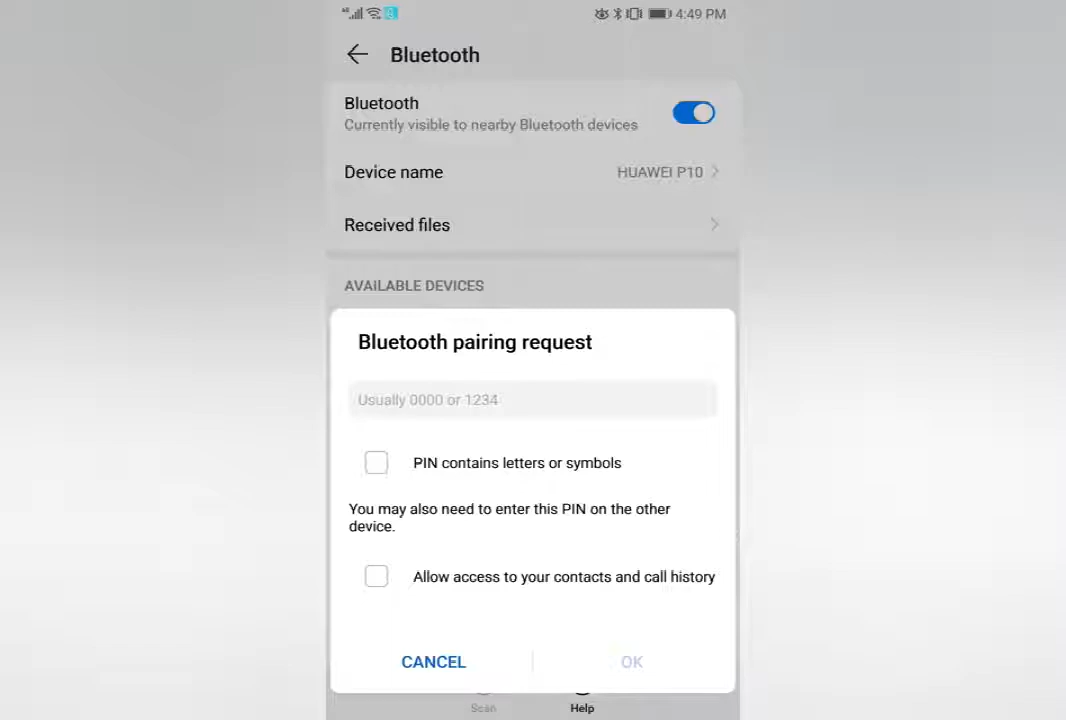 4:49 PM
Bluetooth
Bluetooth
Currently visible to nearby Bluetooth devices
Device name HUAWEI P10
Received files
AVAILABLE DEVICES
Bluetooth pairing request
Usually 0000 or 1234
PIN contains letters or symbols
You may also need to enter this PIN on the other
device.
Allow access to your contacts and call history
CANCEL OK
Scan Help